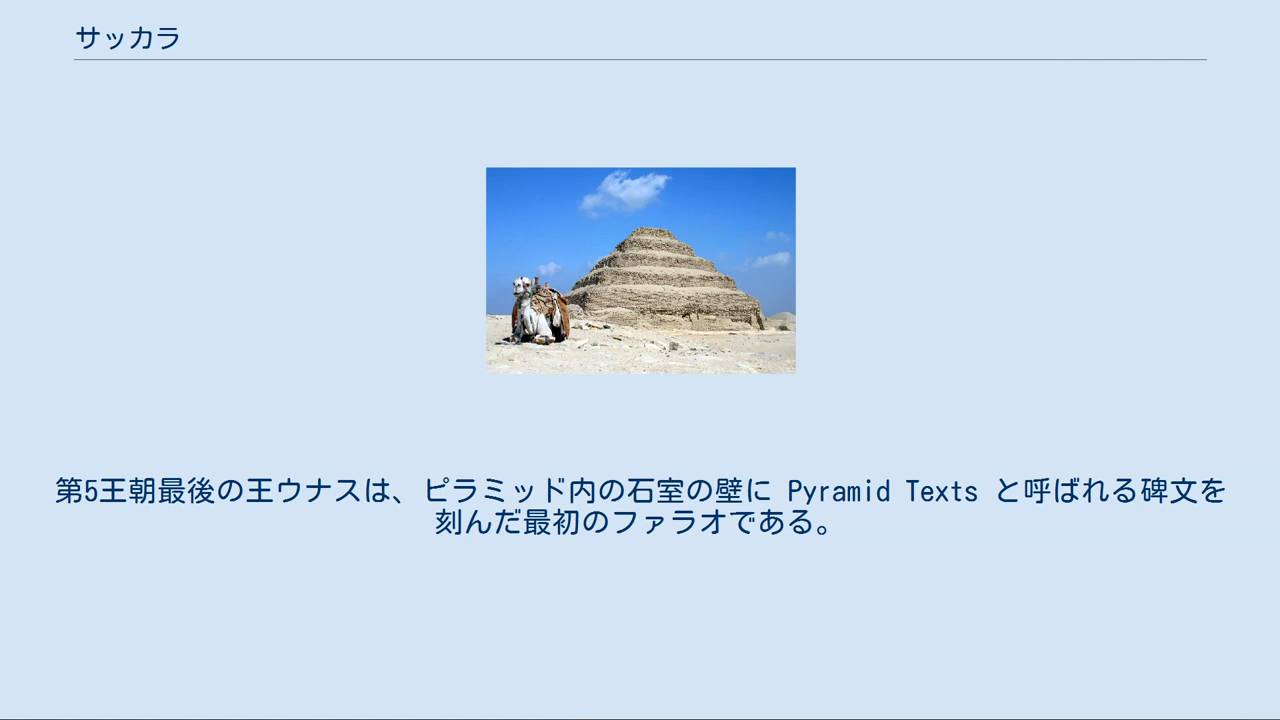 サッカラ
第5王朝最後の王ウナスは、ピラミッド内の石室の壁に Pyramid Texts と呼ばれる碑文を
刻んだ最初のファラオである。